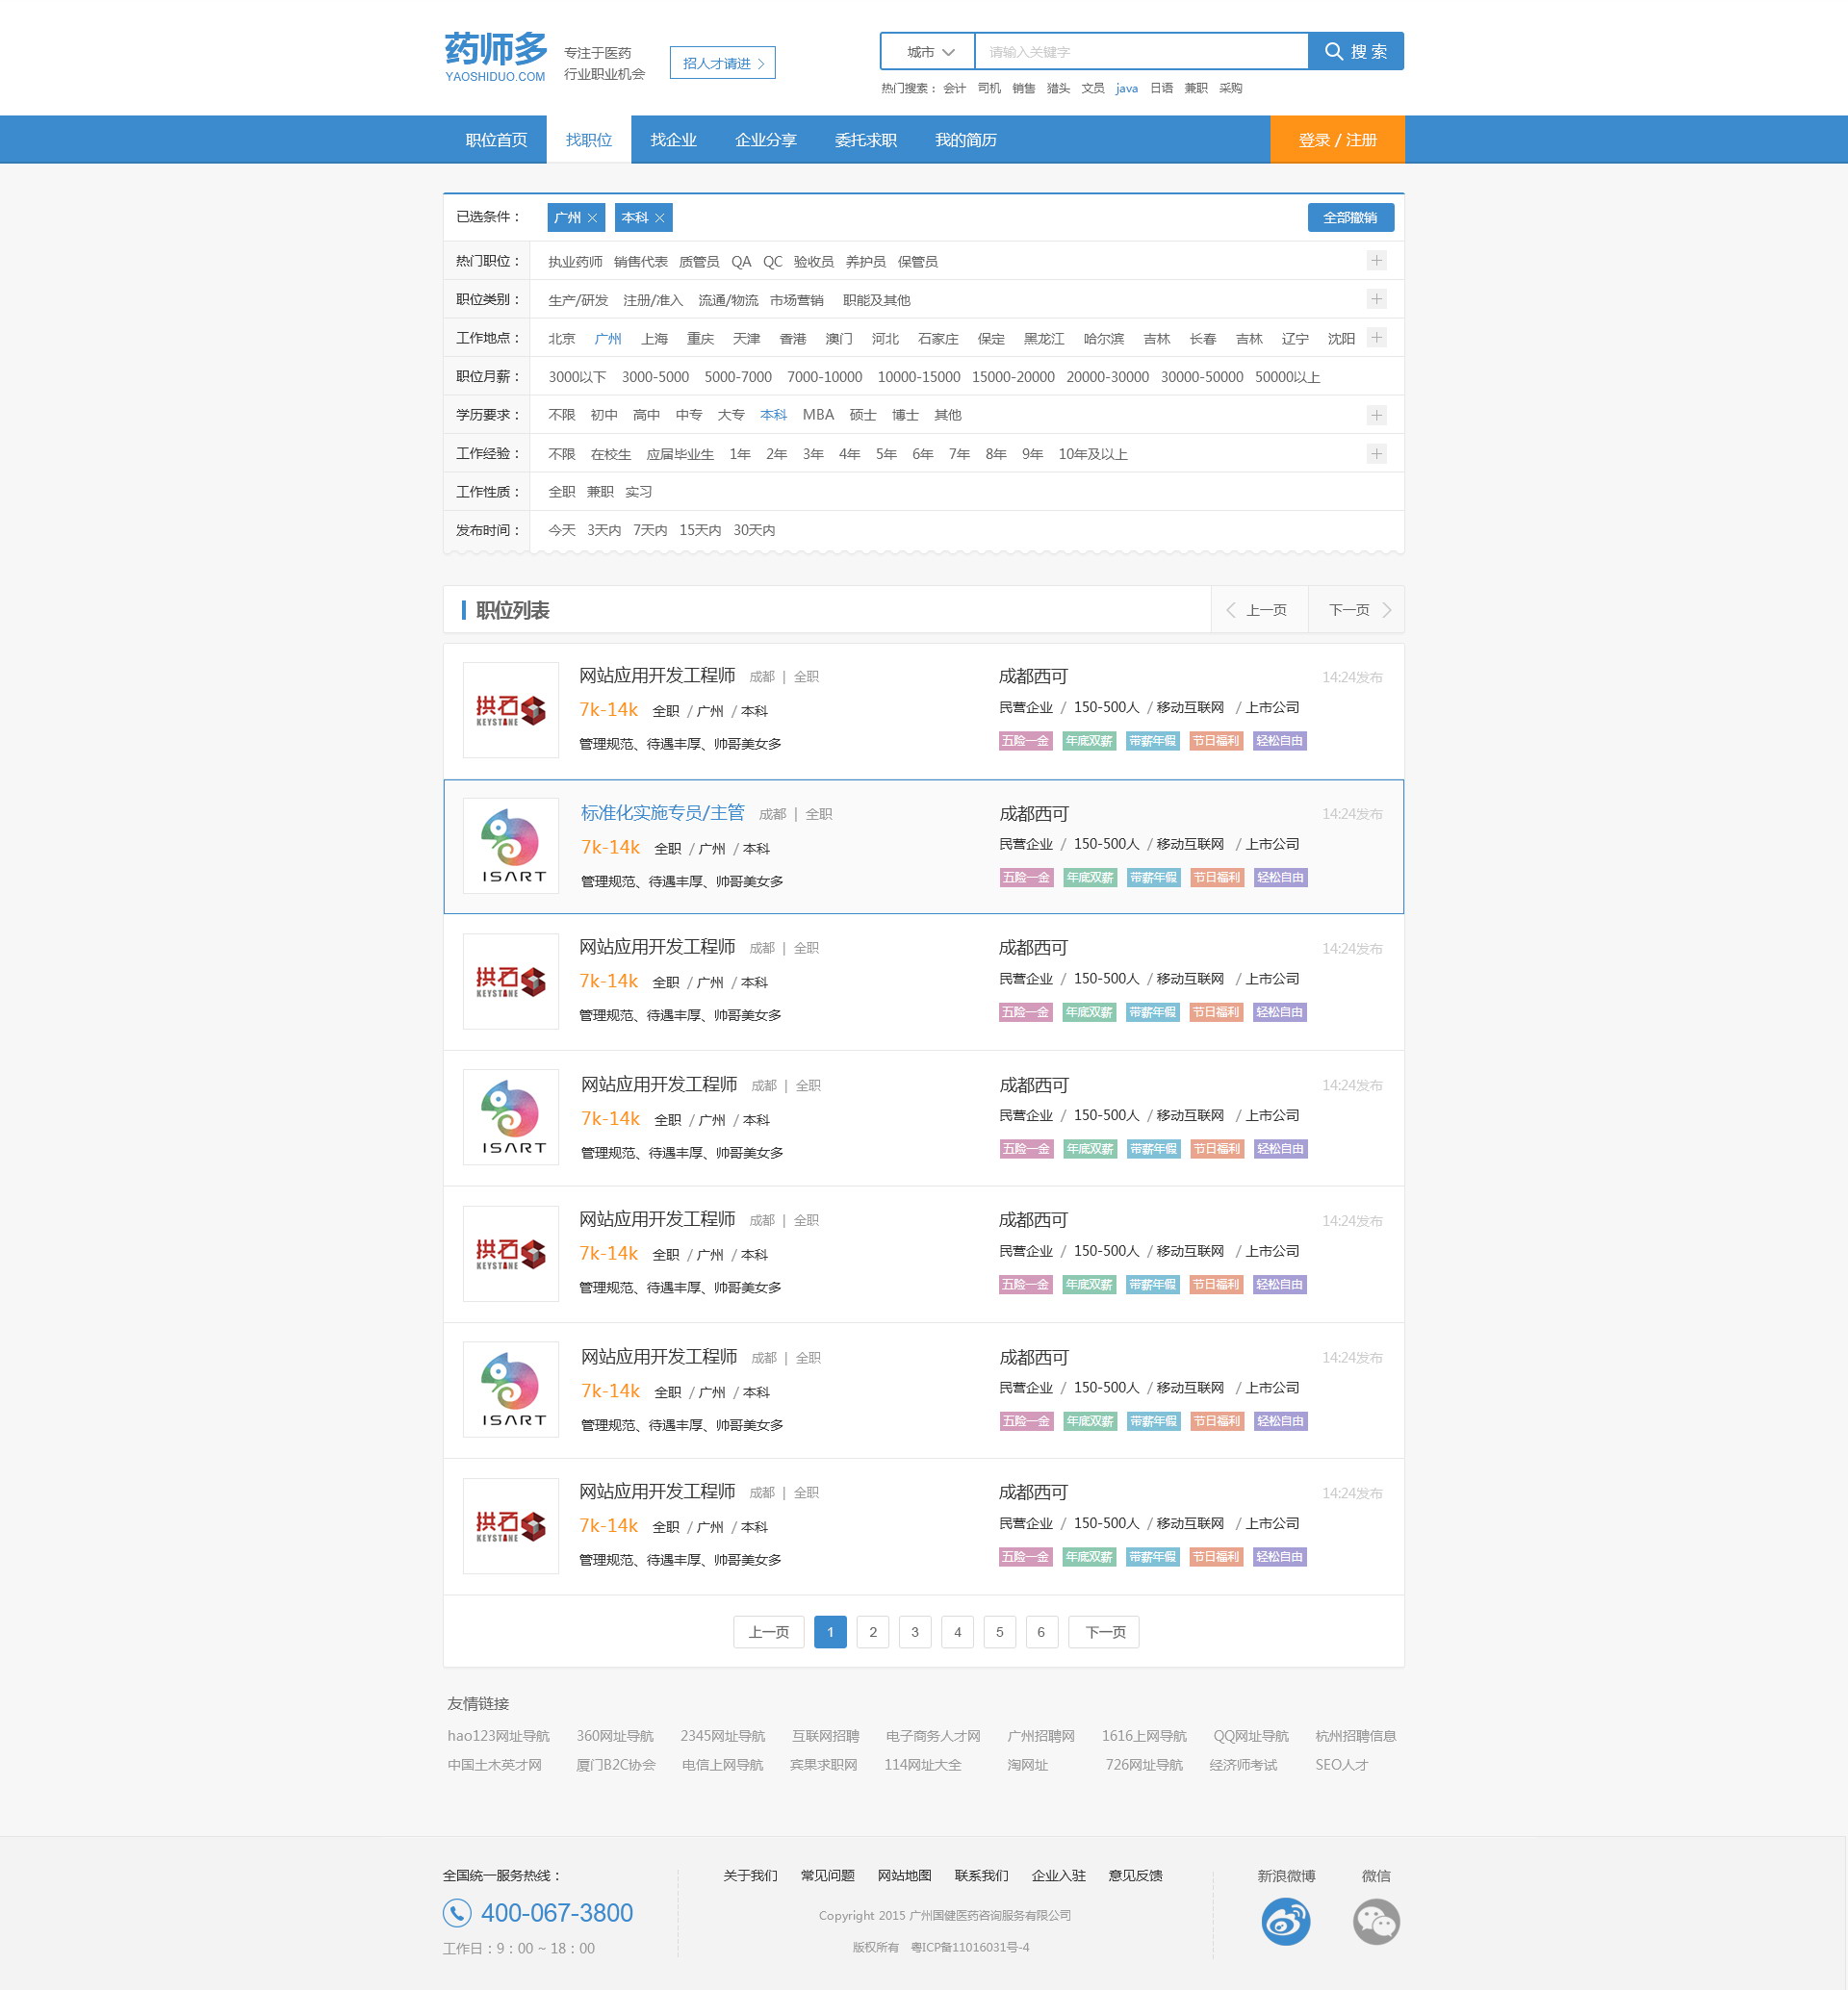 药师多
YAOSHIDUO.COM
专注于医药
行业职业机会
招人才请进
城市 请输入关键字 搜 索
热门搜索： 会计 司机 销售 猎头 文员 java 日语 兼职 采购
职位首页 找职位 找企业 企业分享 委托求职 我的简历 登录 / 注册
已选条件： 广州 本科 全部撤销
热门职位： 执业药师 销售代表 质管员 QA QC 验收员 养护员 保管员
职位类别： 生产/研发 注册/准入 流通/物流 市场营销 职能及其他
工作地点： 北京 广州 上海 重庆 天津 香港 澳门 河北 石家庄 保定 黑龙江 哈尔滨 吉林 长春 吉林 辽宁 沈阳
职位月薪： 3000以下 3000-5000 5000-7000 7000-10000 10000-15000 15000-20000 20000-30000 30000-50000 50000以上
学历要求： 不限 初中 高中 中专 大专 本科 MBA 硕士 博士 其他
工作经验： 不限 在校生 应届毕业生 1年 2年 3年 4年 5年 6年 7年 8年 9年 10年及以上
工作性质： 全职 兼职 实习
发布时间： 今天 3天内 7天内 15天内 30天内
职位列表 上一页 下一页
拱石 KEYSTONE
网站应用开发工程师 成都 | 全职 成都西可 14:24发布
7k-14k 全职 / 广州 / 本科 民营企业 / 150-500人 / 移动互联网 / 上市公司
管理规范、待遇丰厚、帅哥美女多 五险一金 年底双薪 带薪年假 节日福利 轻松自由
ISART
标准化实施专员/主管 成都 | 全职 成都西可 14:24发布
7k-14k 全职 / 广州 / 本科 民营企业 / 150-500人 / 移动互联网 / 上市公司
管理规范、待遇丰厚、帅哥美女多 五险一金 年底双薪 带薪年假 节日福利 轻松自由
拱石 KEYSTONE
网站应用开发工程师 成都 | 全职 成都西可 14:24发布
7k-14k 全职 / 广州 / 本科 民营企业 / 150-500人 / 移动互联网 / 上市公司
管理规范、待遇丰厚、帅哥美女多 五险一金 年底双薪 带薪年假 节日福利 轻松自由
ISART
网站应用开发工程师 成都 | 全职 成都西可 14:24发布
7k-14k 全职 / 广州 / 本科 民营企业 / 150-500人 / 移动互联网 / 上市公司
管理规范、待遇丰厚、帅哥美女多 五险一金 年底双薪 带薪年假 节日福利 轻松自由
拱石 KEYSTONE
网站应用开发工程师 成都 | 全职 成都西可 14:24发布
7k-14k 全职 / 广州 / 本科 民营企业 / 150-500人 / 移动互联网 / 上市公司
管理规范、待遇丰厚、帅哥美女多 五险一金 年底双薪 带薪年假 节日福利 轻松自由
ISART
网站应用开发工程师 成都 | 全职 成都西可 14:24发布
7k-14k 全职 / 广州 / 本科 民营企业 / 150-500人 / 移动互联网 / 上市公司
管理规范、待遇丰厚、帅哥美女多 五险一金 年底双薪 带薪年假 节日福利 轻松自由
拱石 KEYSTONE
网站应用开发工程师 成都 | 全职 成都西可 14:24发布
7k-14k 全职 / 广州 / 本科 民营企业 / 150-500人 / 移动互联网 / 上市公司
管理规范、待遇丰厚、帅哥美女多 五险一金 年底双薪 带薪年假 节日福利 轻松自由
上一页 1 2 3 4 5 6 下一页
友情链接
hao123网址导航 360网址导航 2345网址导航 互联网招聘 电子商务人才网 广州招聘网 1616上网导航 QQ网址导航 杭州招聘信息
中国土木英才网 厦门B2C协会 电信上网导航 宾果求职网 114网址大全 淘网址 726网址导航 经济师考试 SEO人才
全国统一服务热线： 关于我们 常见问题 网站地图 联系我们 企业入驻 意见反馈 新浪微博 微信
400-067-3800
Copyright 2015 广州国健医药咨询服务有限公司
工作日：9：00 ~ 18：00
版权所有 粤ICP备11016031号-4